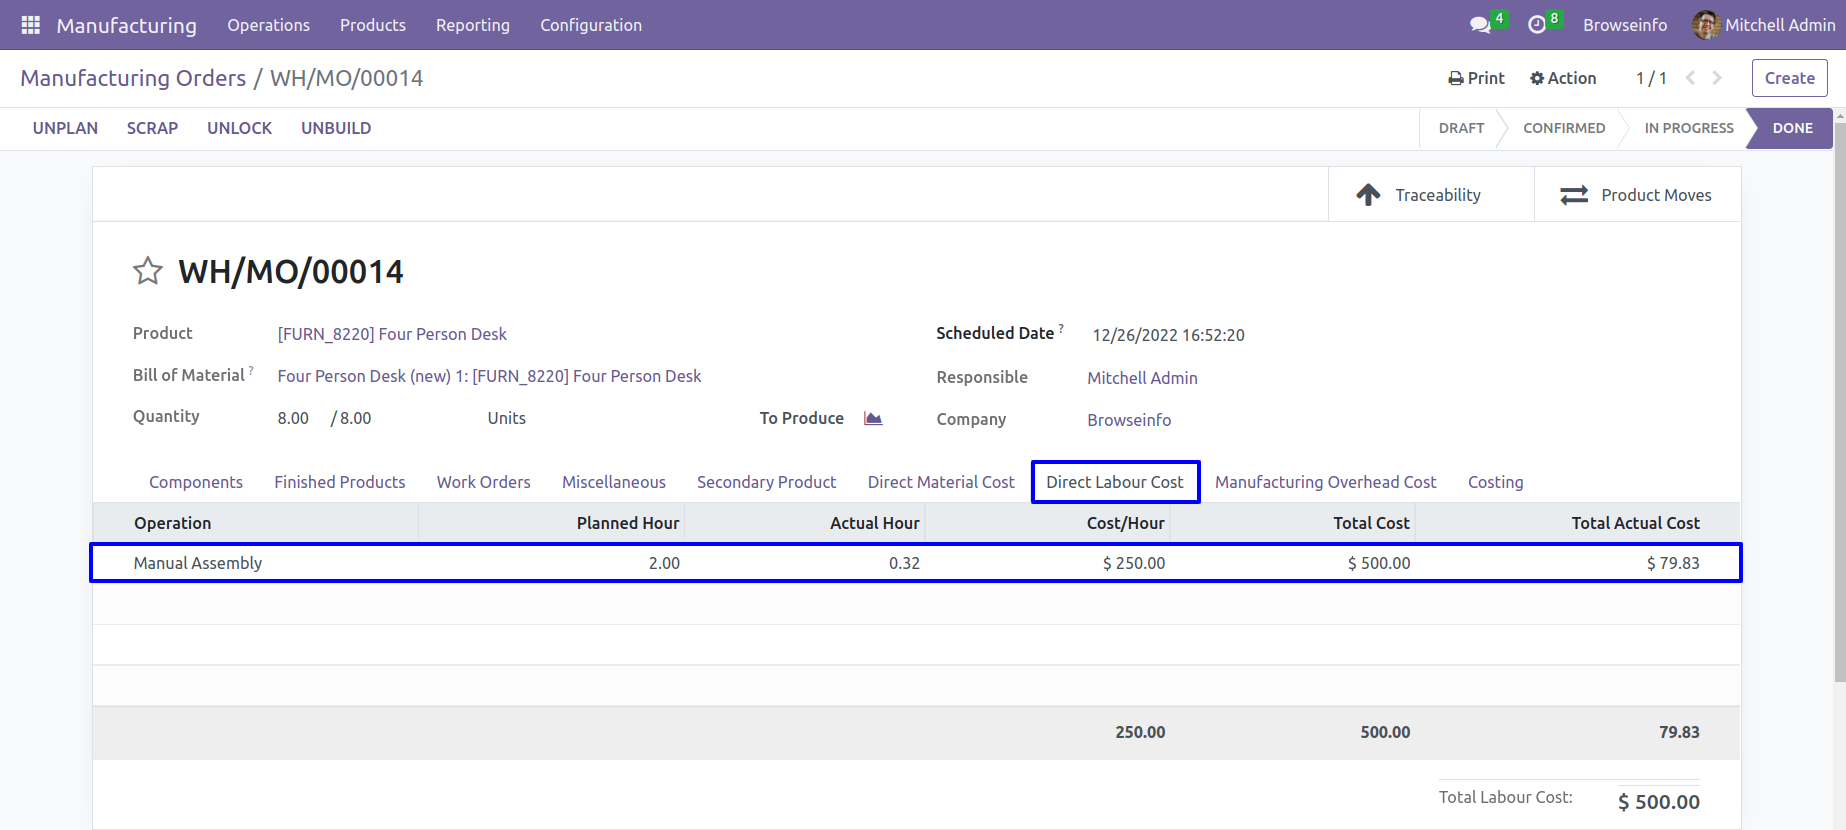 Manufacturing Operations Products Reporting Configuration 4 8 Browseinfo Mitchell Admin
Manufacturing Orders / WH/MO/00014 Print Action 1 / 1 Create
UNPLAN SCRAP UNLOCK UNBUILD DRAFT CONFIRMED IN PROGRESS DONE
Traceability Product Moves
WH/MO/00014
Product [FURN_8220] Four Person Desk Scheduled Date ? 12/26/2022 16:52:20
Bill of Material ? Four Person Desk (new) 1: [FURN_8220] Four Person Desk Responsible Mitchell Admin
Quantity 8.00 / 8.00 Units To Produce Company Browseinfo
Components Finished Products Work Orders Miscellaneous Secondary Product Direct Material Cost Direct Labour Cost Manufacturing Overhead Cost Costing
Operation Planned Hour Actual Hour Cost/Hour Total Cost Total Actual Cost
Manual Assembly 2.00 0.32 $ 250.00 $ 500.00 $ 79.83
250.00 500.00 79.83
Total Labour Cost: $ 500.00